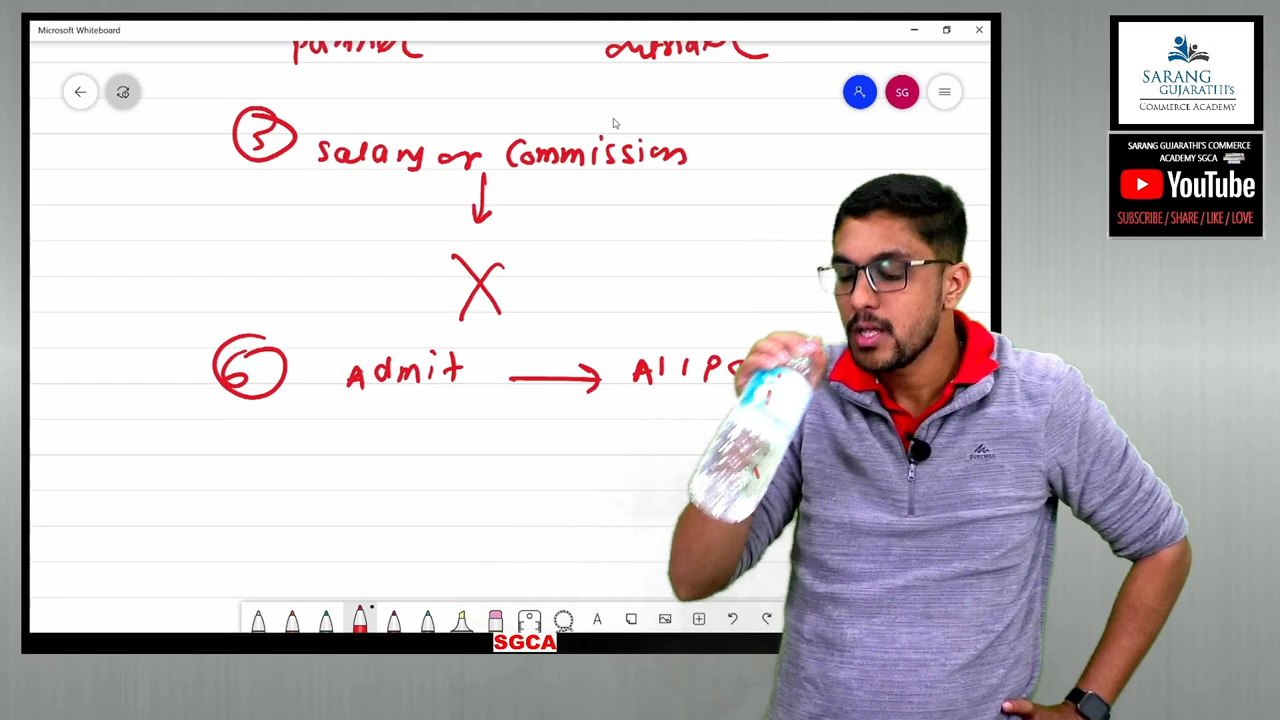 Microsoft Whiteboard
SG
5
Salary or Commission
X
6
Admit → All P
SGCA
SARANG
GUJARATHI'S
COMMERCE ACADEMY
SARANG GUJARATHI'S COMMERCE
ACADEMY SGCA
YouTube
SUBSCRIBE / SHARE / LIKE / LOVE